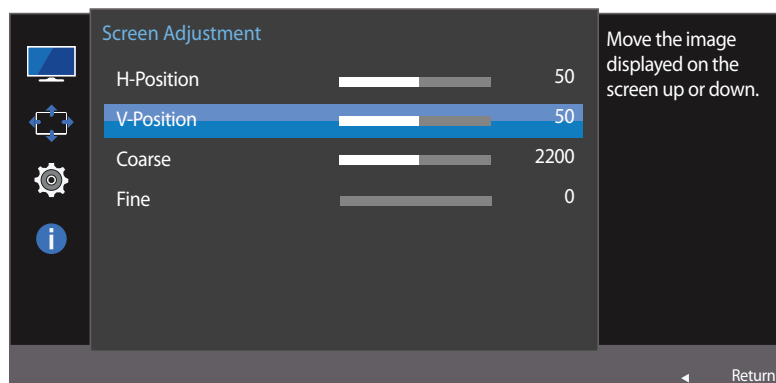 Screen Adjustment
H-Position 50
V-Position 50
Coarse 2200
Fine 0
Move the image
displayed on the
screen up or down.
i
Return